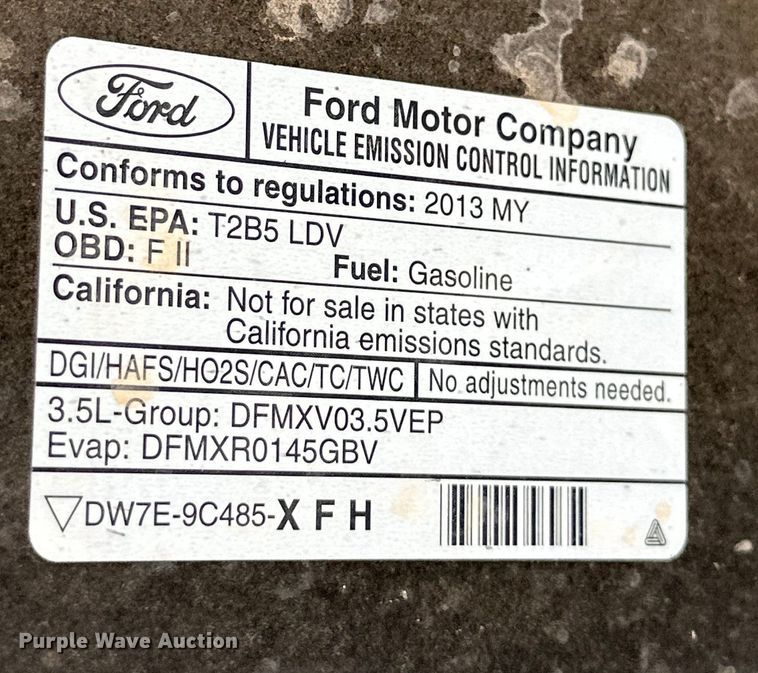 Ford
Ford Motor Company
VEHICLE EMISSION CONTROL INFORMATION
Conforms to regulations: 2013 MY
U.S. EPA: T2B5 LDV
OBD: F II
Fuel: Gasoline
California: Not for sale in states with
California emissions standards.
DGI/HAFS/HO2S/CAC/TC/TWC
No adjustments needed.
3.5L-Group: DFMXV03.5VEP
Evap: DFMXR0145GBV
DW7E-9C485-X F H
Purple Wave Auction